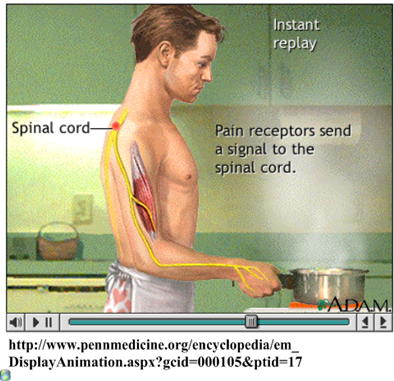 Instant
replay
Spinal cord
Pain receptors send
a signal to the
spinal cord.
A.D.A.M.
http://www.pennmedicine.org/encyclopedia/em_
DisplayAnimation.aspx?gcid=000105&ptid=17